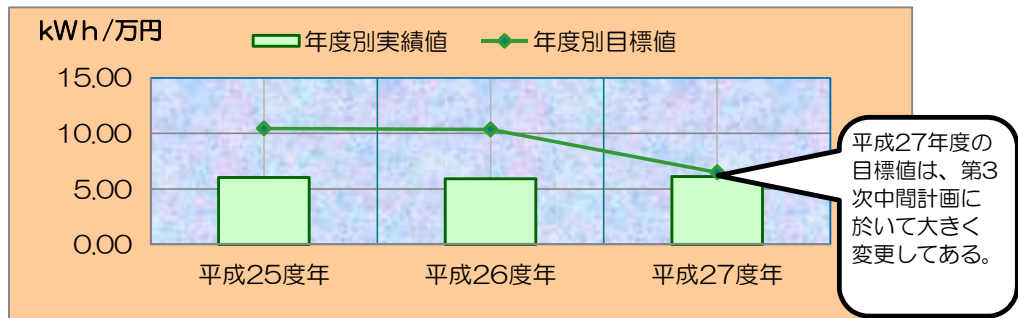 kWh/万円
年度別実績値 年度別目標値
15.00
10.00
5.00
0.00
平成25度年 平成26度年 平成27度年
平成27年度の
目標値は、第3
次中間計画に
於いて大きく
変更してある。